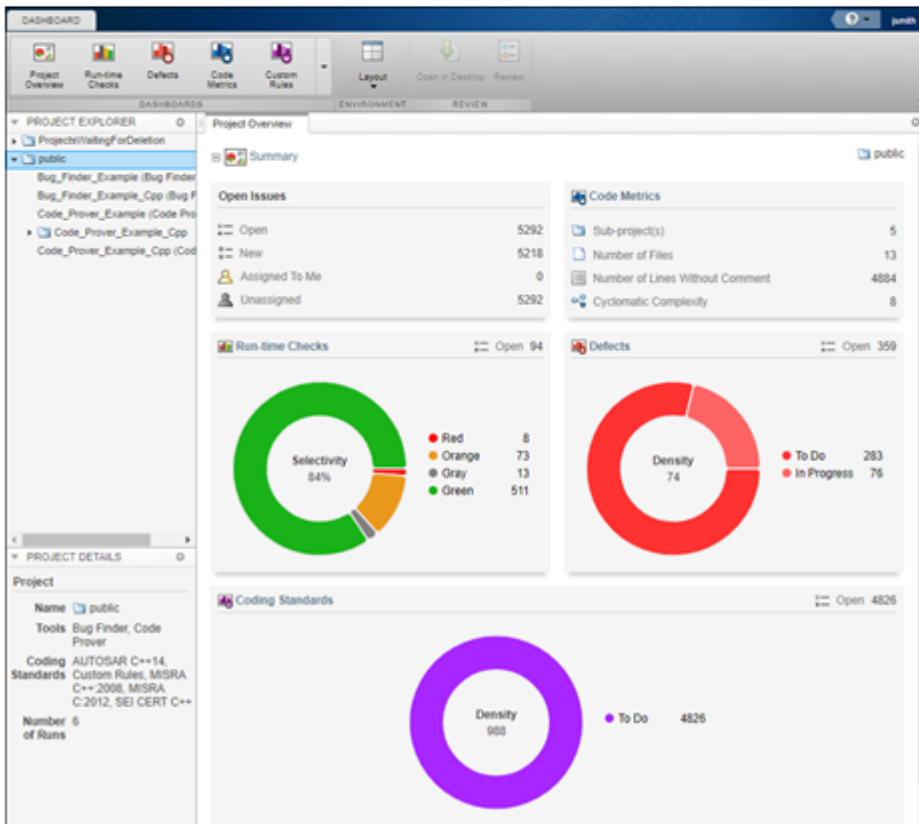 DASHBOARD
? jsmith
Project Overview
Run-time Checks
Defects
Code Metrics
Custom Rules
Layout
Open in Desktop
Review
DASHBOARDS
ENVIRONMENT
REVIEW
PROJECT EXPLORER
ProjectsWaitingForDeletion
public
Bug_Finder_Example (Bug Finder
Bug_Finder_Example_Cpp (Bug F
Code_Prover_Example (Code Pro
Code_Prover_Example_Cpp
Code_Prover_Example_Cpp (Cod
PROJECT DETAILS
Project
Name public
Tools Bug Finder, Code
Prover
Coding AUTOSAR C++14,
Standards Custom Rules, MISRA
C++:2008, MISRA
C:2012, SEI CERT C++
Number 6
of Runs
Project Overview
Summary
public
Open Issues
Open 5292
New 5218
Assigned To Me 0
Unassigned 5292
Code Metrics
Sub-project(s) 5
Number of Files 13
Number of Lines Without Comment 4884
Cyclomatic Complexity 8
Run-time Checks Open 94
Selectivity
84%
Red 8
Orange 73
Gray 13
Green 511
Defects Open 359
Density
74
To Do 283
In Progress 76
Coding Standards Open 4826
Density
988
To Do 4826